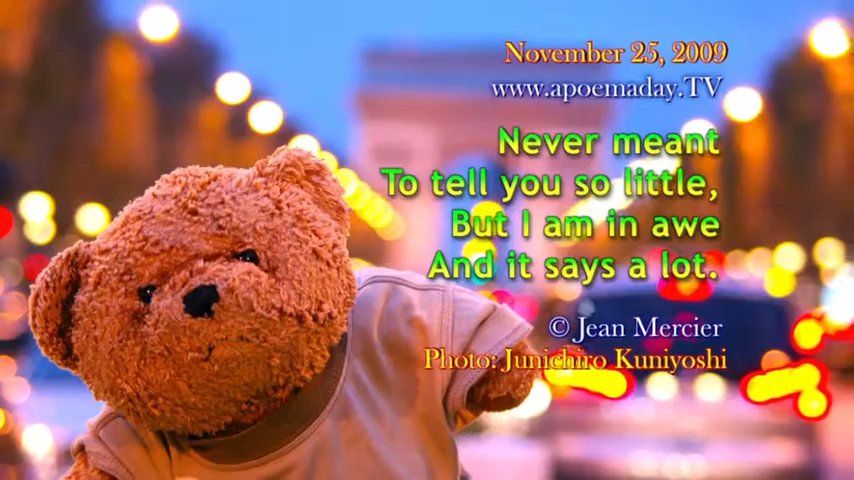 November 25, 2009
www.apoemaday.TV
Never meant
To tell you so little,
But I am in awe
And it says a lot.
© Jean Mercier
Photo: Junichiro Kuniyoshi